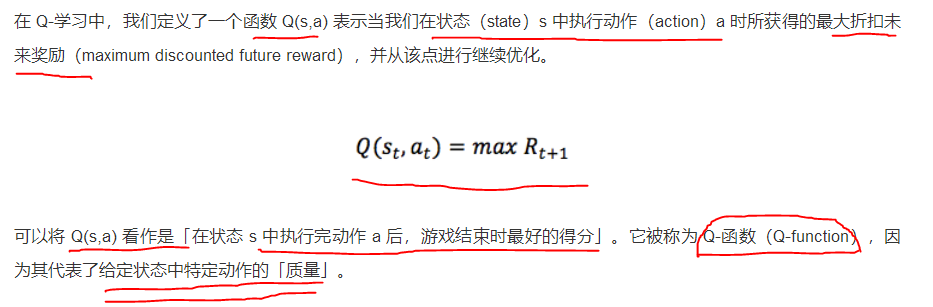 在 Q-学习中，我们定义了一个函数 Q(s,a) 表示当我们在状态（state）s 中执行动作（action）a 时所获得的最大折扣未
来奖励（maximum discounted future reward），并从该点进行继续优化。
Q(sₜ, aₜ) = max Rₜ₊₁
可以将 Q(s,a) 看作是「在状态 s 中执行完动作 a 后，游戏结束时最好的得分」。它被称为 Q-函数（Q-function），因
为其代表了给定状态中特定动作的「质量」。